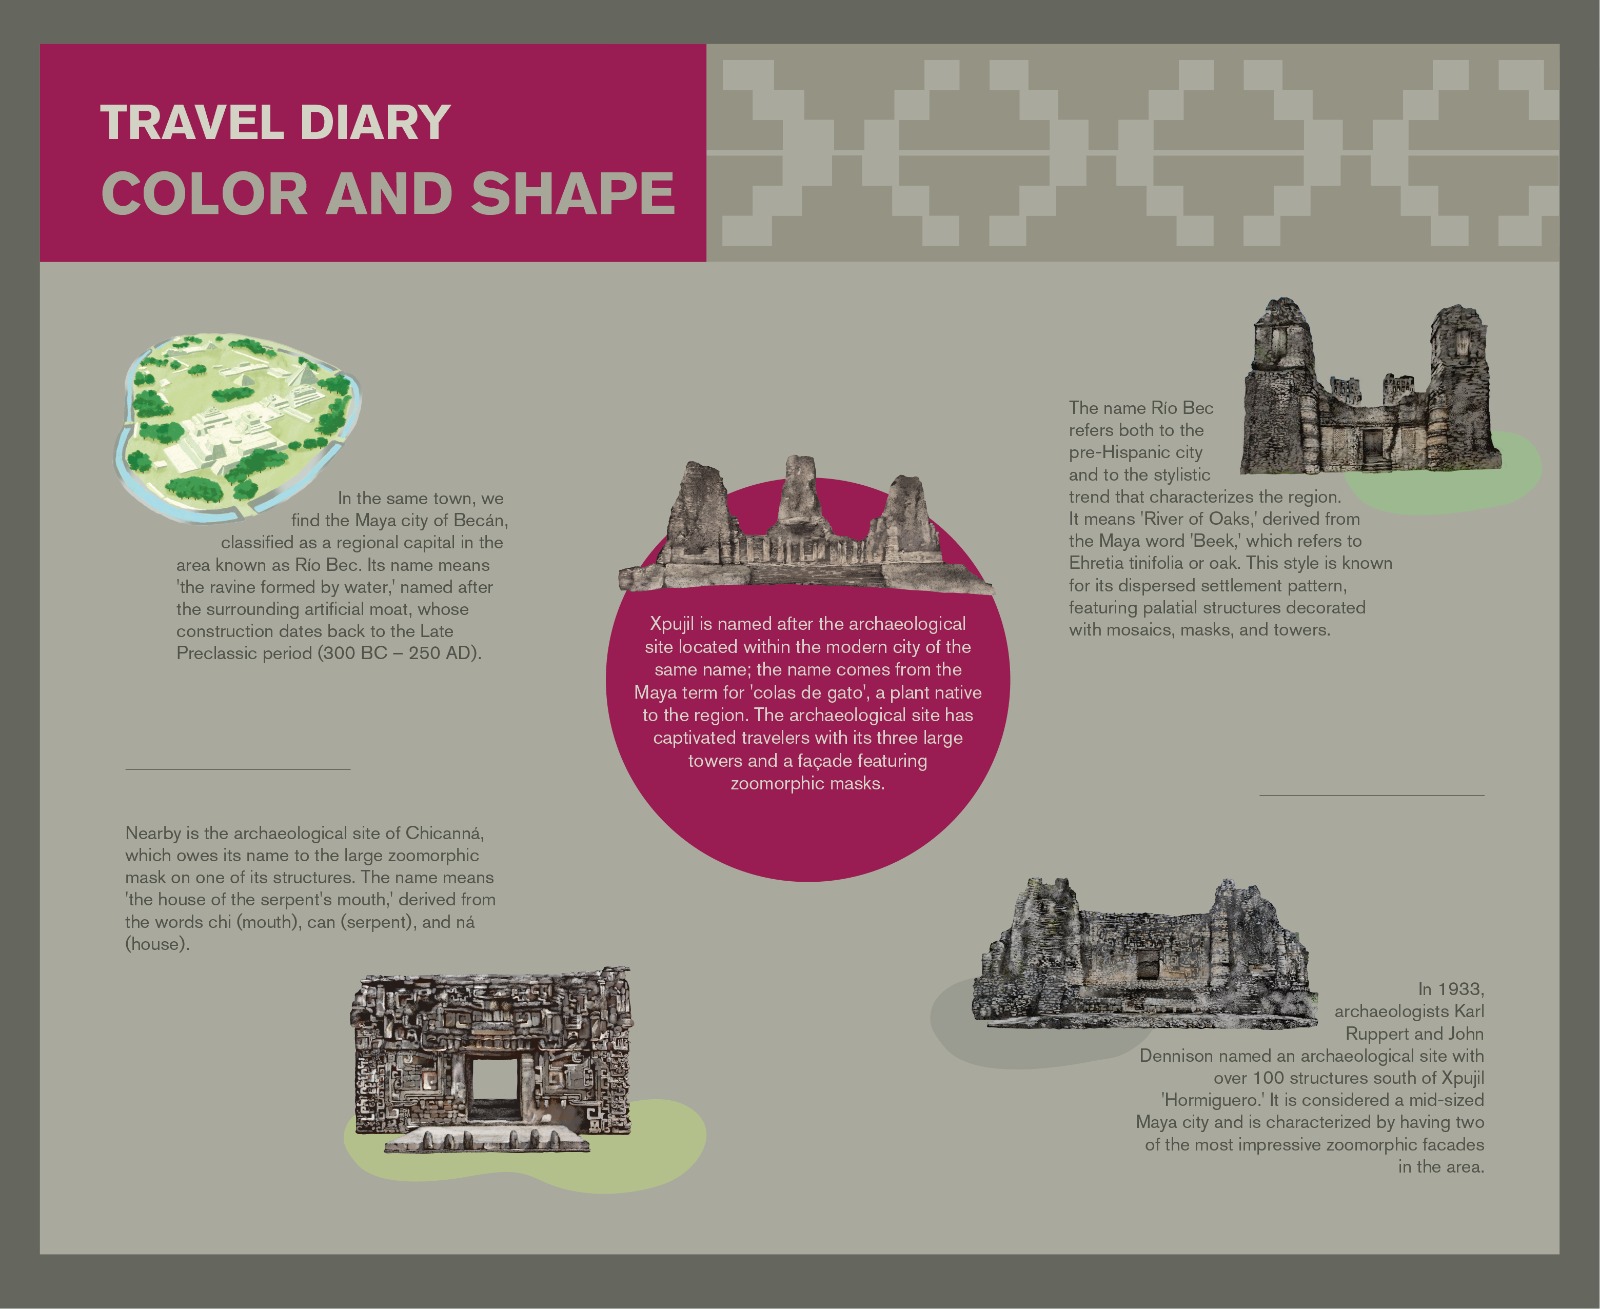 TRAVEL DIARY
COLOR AND SHAPE
In the same town, we
find the Maya city of Becán,
classified as a regional capital in the
area known as Río Bec. Its name means
'the ravine formed by water,' named after
the surrounding artificial moat, whose
construction dates back to the Late
Preclassic period (300 BC – 250 AD).
Nearby is the archaeological site of Chicanná,
which owes its name to the large zoomorphic
mask on one of its structures. The name means
'the house of the serpent's mouth,' derived from
the words chi (mouth), can (serpent), and ná
(house).
Xpujil is named after the archaeological
site located within the modern city of the
same name; the name comes from the
Maya term for 'colas de gato', a plant native
to the region. The archaeological site has
captivated travelers with its three large
towers and a façade featuring
zoomorphic masks.
The name Río Bec
refers both to the
pre-Hispanic city
and to the stylistic
trend that characterizes the region.
It means 'River of Oaks,' derived from
the Maya word 'Beek,' which refers to
Ehretia tinifolia or oak. This style is known
for its dispersed settlement pattern,
featuring palatial structures decorated
with mosaics, masks, and towers.
In 1933,
archaeologists Karl
Ruppert and John
Dennison named an archaeological site with
over 100 structures south of Xpujil
'Hormiguero.' It is considered a mid-sized
Maya city and is characterized by having two
of the most impressive zoomorphic facades
in the area.